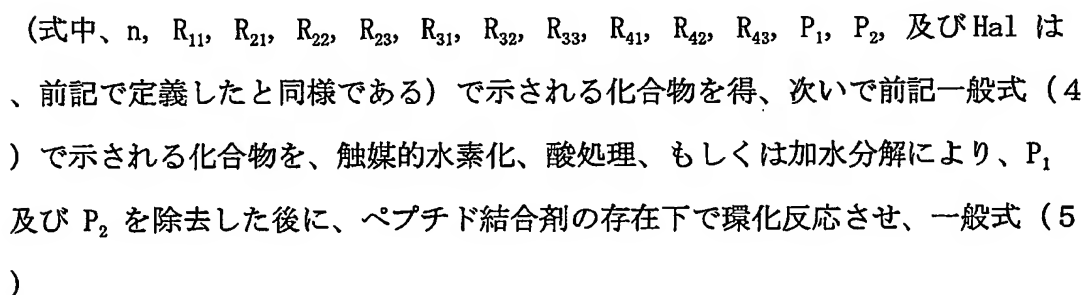 (式中、n, R₁₁, R₂₁, R₂₂, R₂₃, R₃₁, R₃₂, R₃₃, R₄₁, R₄₂, R₄₃, P₁, P₂, 及び Hal は
、前記で定義したと同様である) で示される化合物を得、次いで前記一般式 (4
) で示される化合物を、触媒的水素化、酸処理、もしくは加水分解により、P₁
及び P₂ を除去した後に、ペプチド結合剤の存在下で環化反応させ、一般式 (5
)